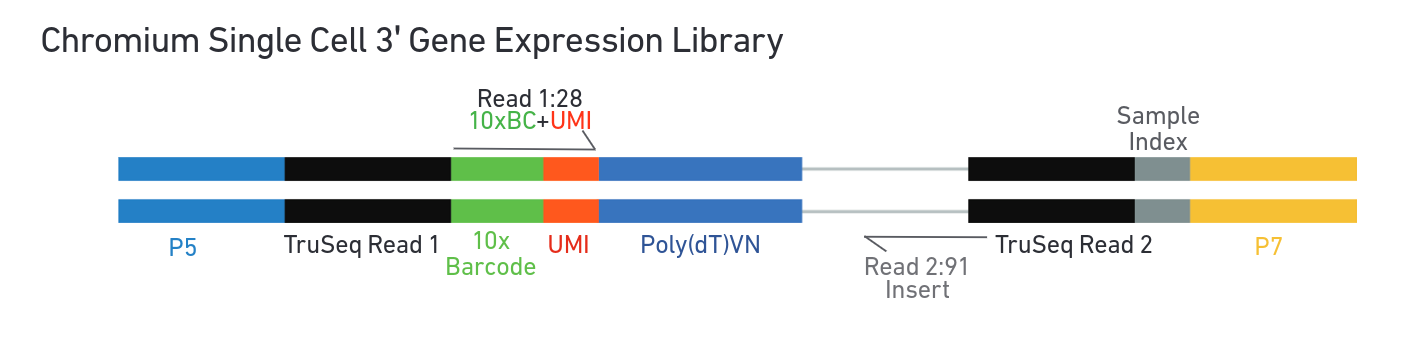 Chromium Single Cell 3' Gene Expression Library
Read 1:28
10xBC+UMI
Sample
Index
P5
TruSeq Read 1
10x
Barcode
UMI
Poly(dT)VN
Read 2:91
Insert
TruSeq Read 2
P7